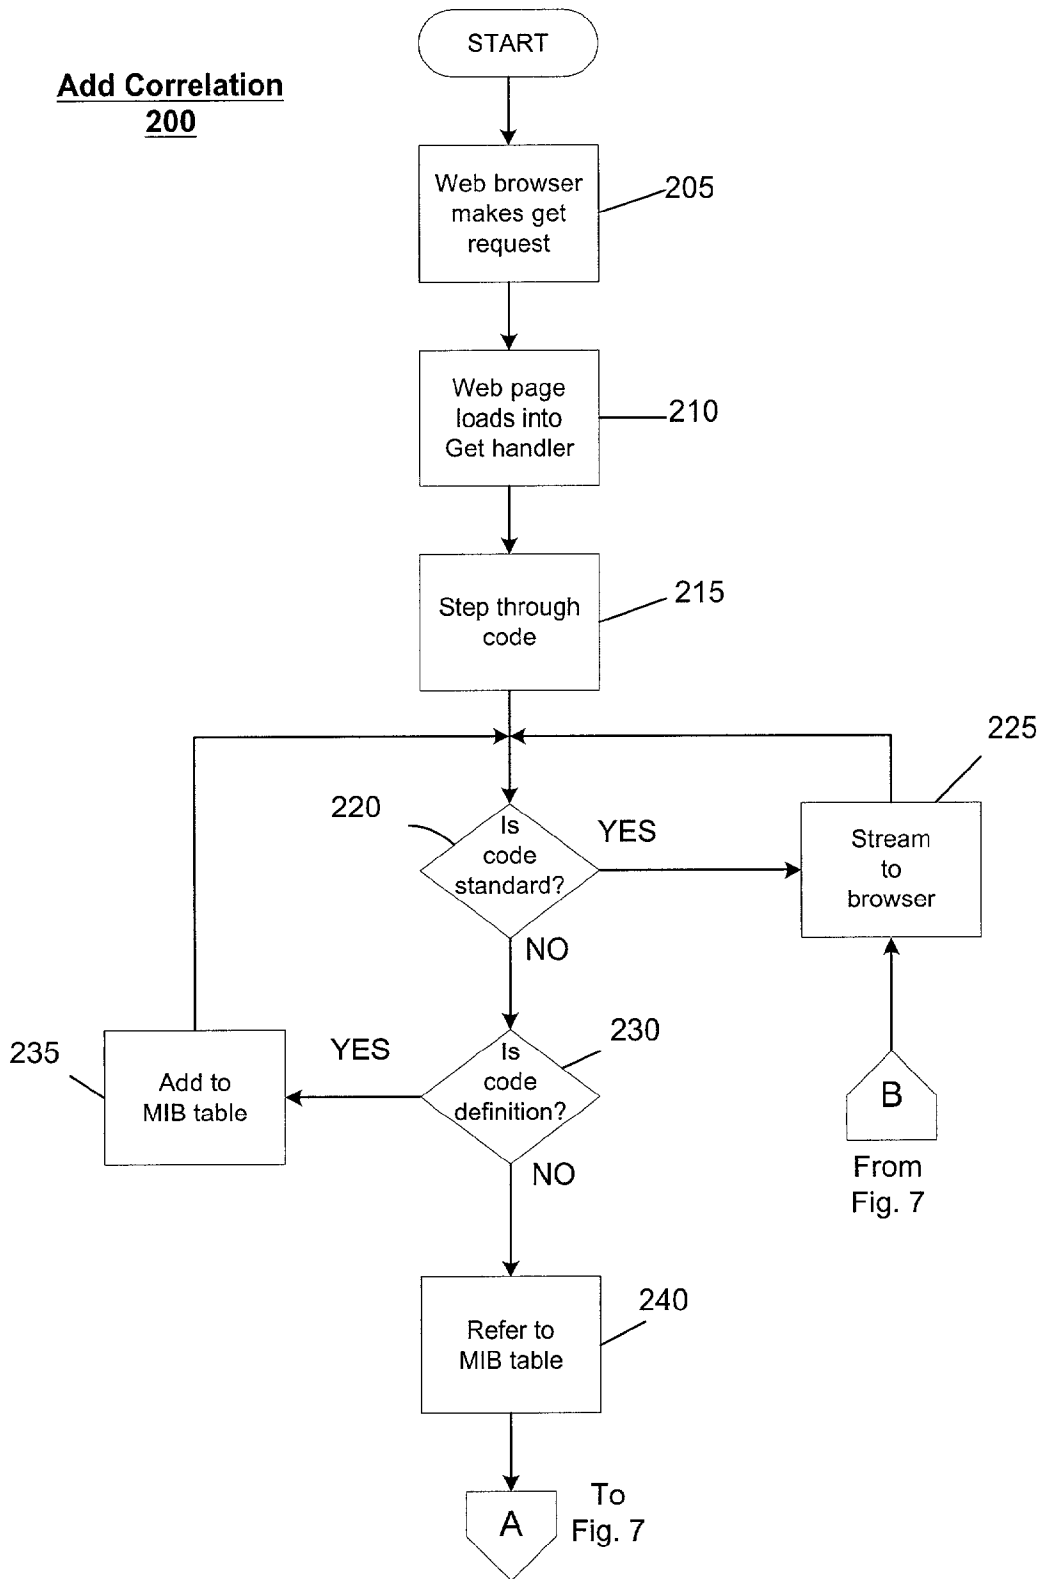 START
Add Correlation
200
Web browser
makes get
request
205
Web page
loads into
Get handler
210
Step through
code
215
225
220
Is
code
standard?
YES
Stream
to
browser
NO
235
YES
230
Add to
MIB table
Is
code
definition?
B
NO
From
Fig. 7
Refer to
MIB table
240
A
To
Fig. 7